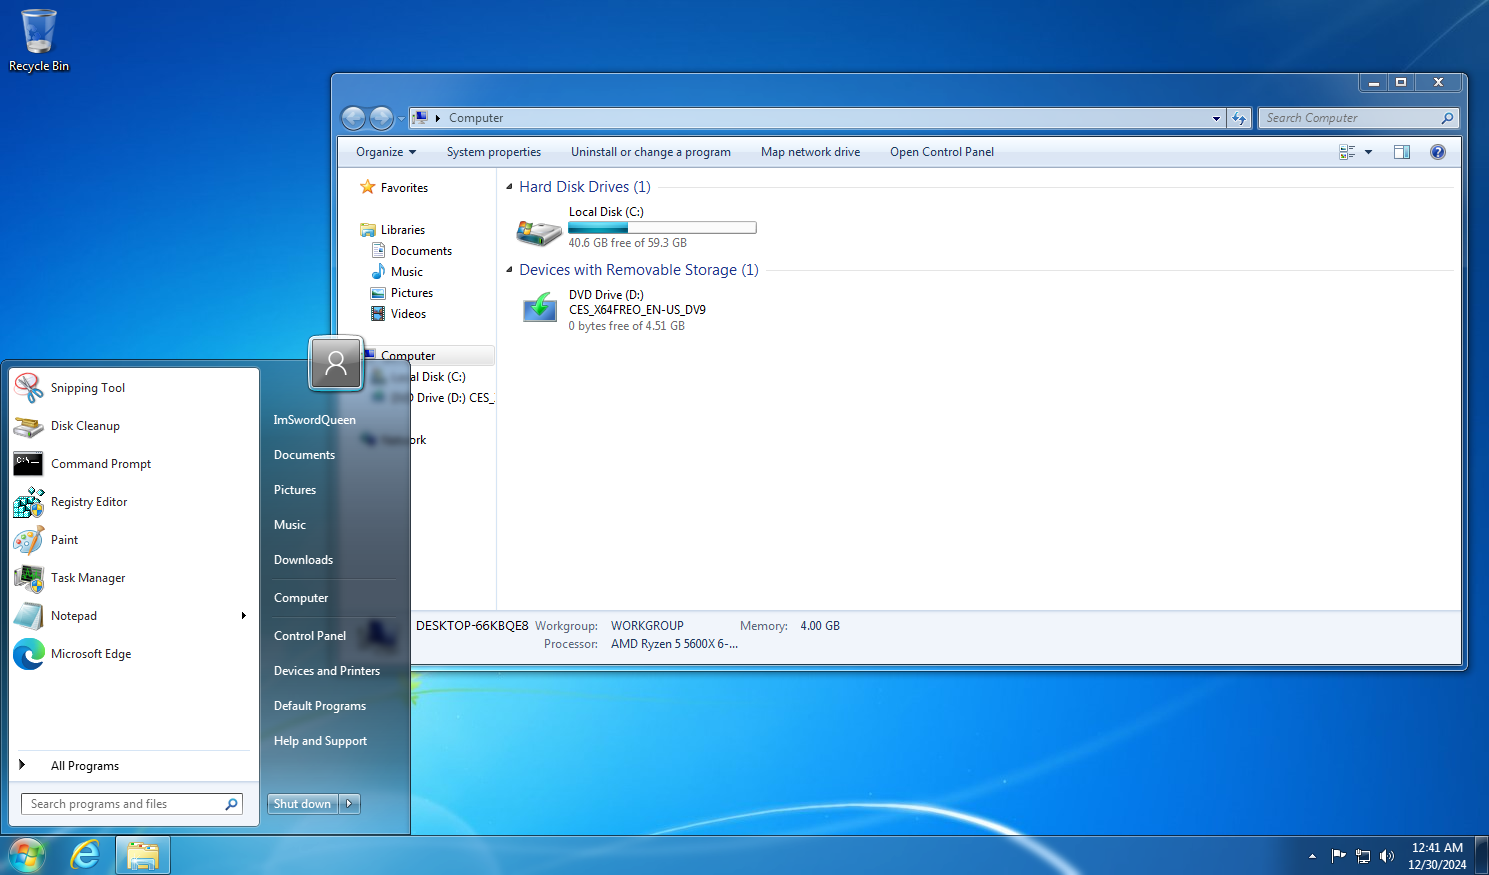 Recycle Bin
Computer
Search Computer
Organize
System properties
Uninstall or change a program
Map network drive
Open Control Panel
Favorites
Libraries
Documents
Music
Pictures
Videos
Computer
al Disk (C:)
Drive (D:) CES_
ork
Hard Disk Drives (1)
Local Disk (C:)
40.6 GB free of 59.3 GB
Devices with Removable Storage (1)
DVD Drive (D:)
CES_X64FREO_EN-US_DV9
0 bytes free of 4.51 GB
DESKTOP-66KBQE8 Workgroup: WORKGROUP Memory: 4.00 GB
Processor: AMD Ryzen 5 5600X 6-...
Snipping Tool
Disk Cleanup
Command Prompt
Registry Editor
Paint
Task Manager
Notepad
Microsoft Edge
All Programs
Search programs and files
ImSwordQueen
Documents
Pictures
Music
Downloads
Computer
Control Panel
Devices and Printers
Default Programs
Help and Support
Shut down
12:41 AM
12/30/2024